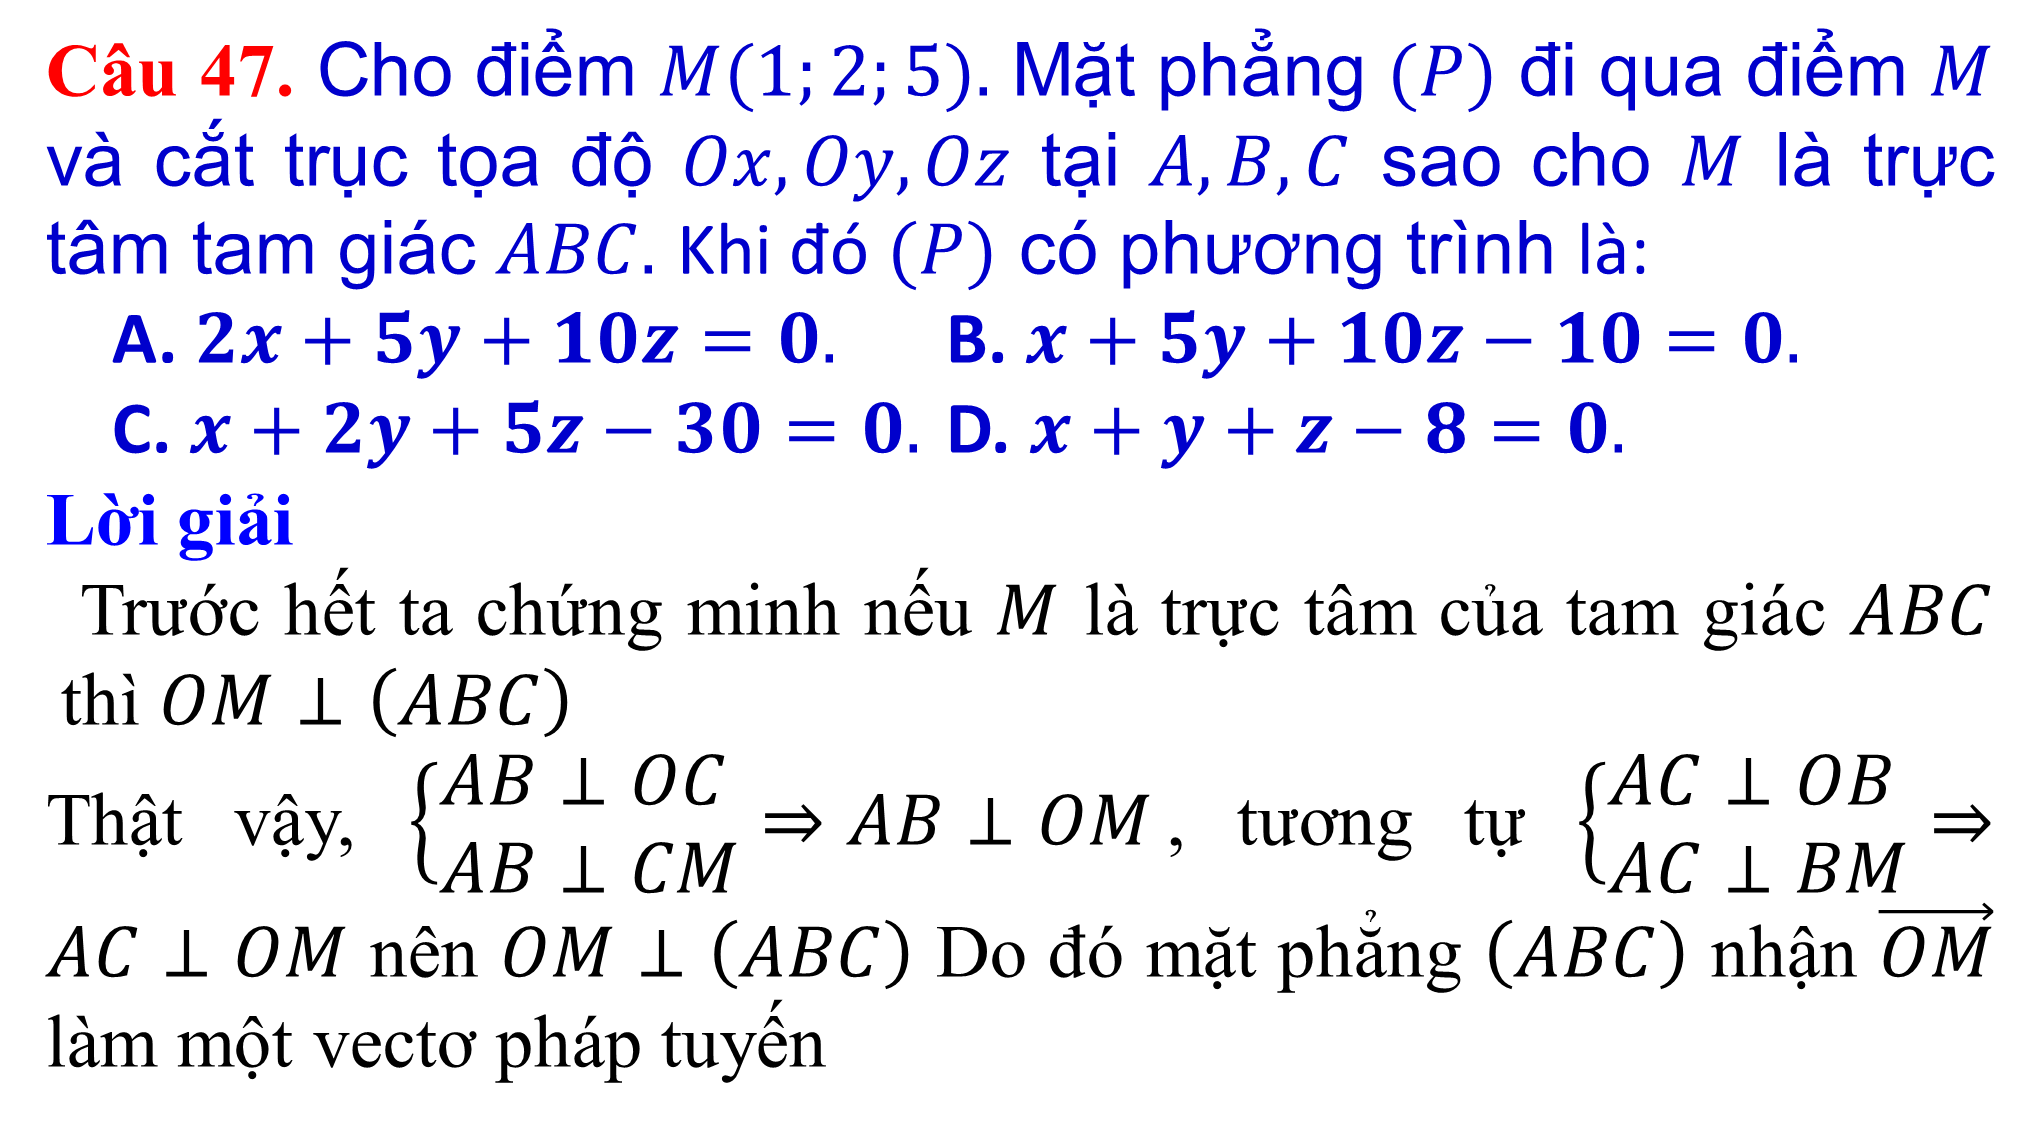 Câu 47. Cho điểm M(1; 2; 5). Mặt phẳng (P) đi qua điểm M
và cắt trục tọa độ Ox, Oy, Oz tại A, B, C sao cho M là trực
tâm tam giác ABC. Khi đó (P) có phương trình là:
A. 2x + 5y + 10z = 0. B. x + 5y + 10z − 10 = 0.
C. x + 2y + 5z − 30 = 0. D. x + y + z − 8 = 0.
Lời giải
Trước hết ta chứng minh nếu M là trực tâm của tam giác ABC
thì OM ⊥ (ABC)
Thật vậy, {AB ⊥ OC, AB ⊥ CM ⇒ AB ⊥ OM , tương tự {AC ⊥ OB, AC ⊥ BM ⇒
AC ⊥ OM nên OM ⊥ (ABC) Do đó mặt phẳng (ABC) nhận \overrightarrow{OM}
làm một vectơ pháp tuyến